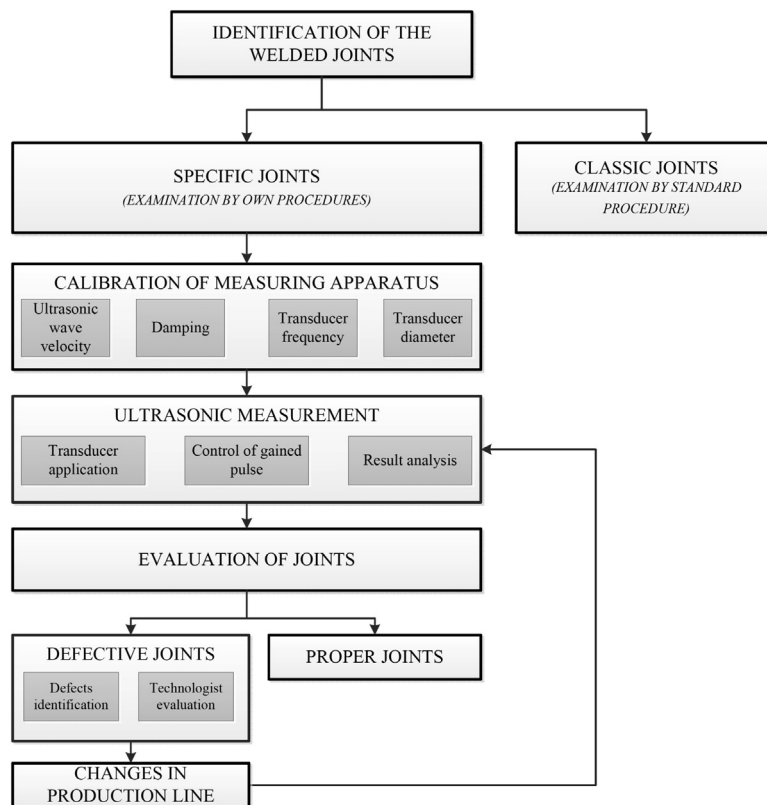 IDENTIFICATION OF THE
WELDED JOINTS
SPECIFIC JOINTS
(EXAMINATION BY OWN PROCEDURES)
CLASSIC JOINTS
(EXAMINATION BY STANDARD
PROCEDURE)
CALIBRATION OF MEASURING APPARATUS
Ultrasonic
wave
velocity
Damping
Transducer
frequency
Transducer
diameter
ULTRASONIC MEASUREMENT
Transducer
application
Control of gained
pulse
Result analysis
EVALUATION OF JOINTS
DEFECTIVE JOINTS
Defects
identification
Technologist
evaluation
PROPER JOINTS
CHANGES IN
PRODUCTION LINE